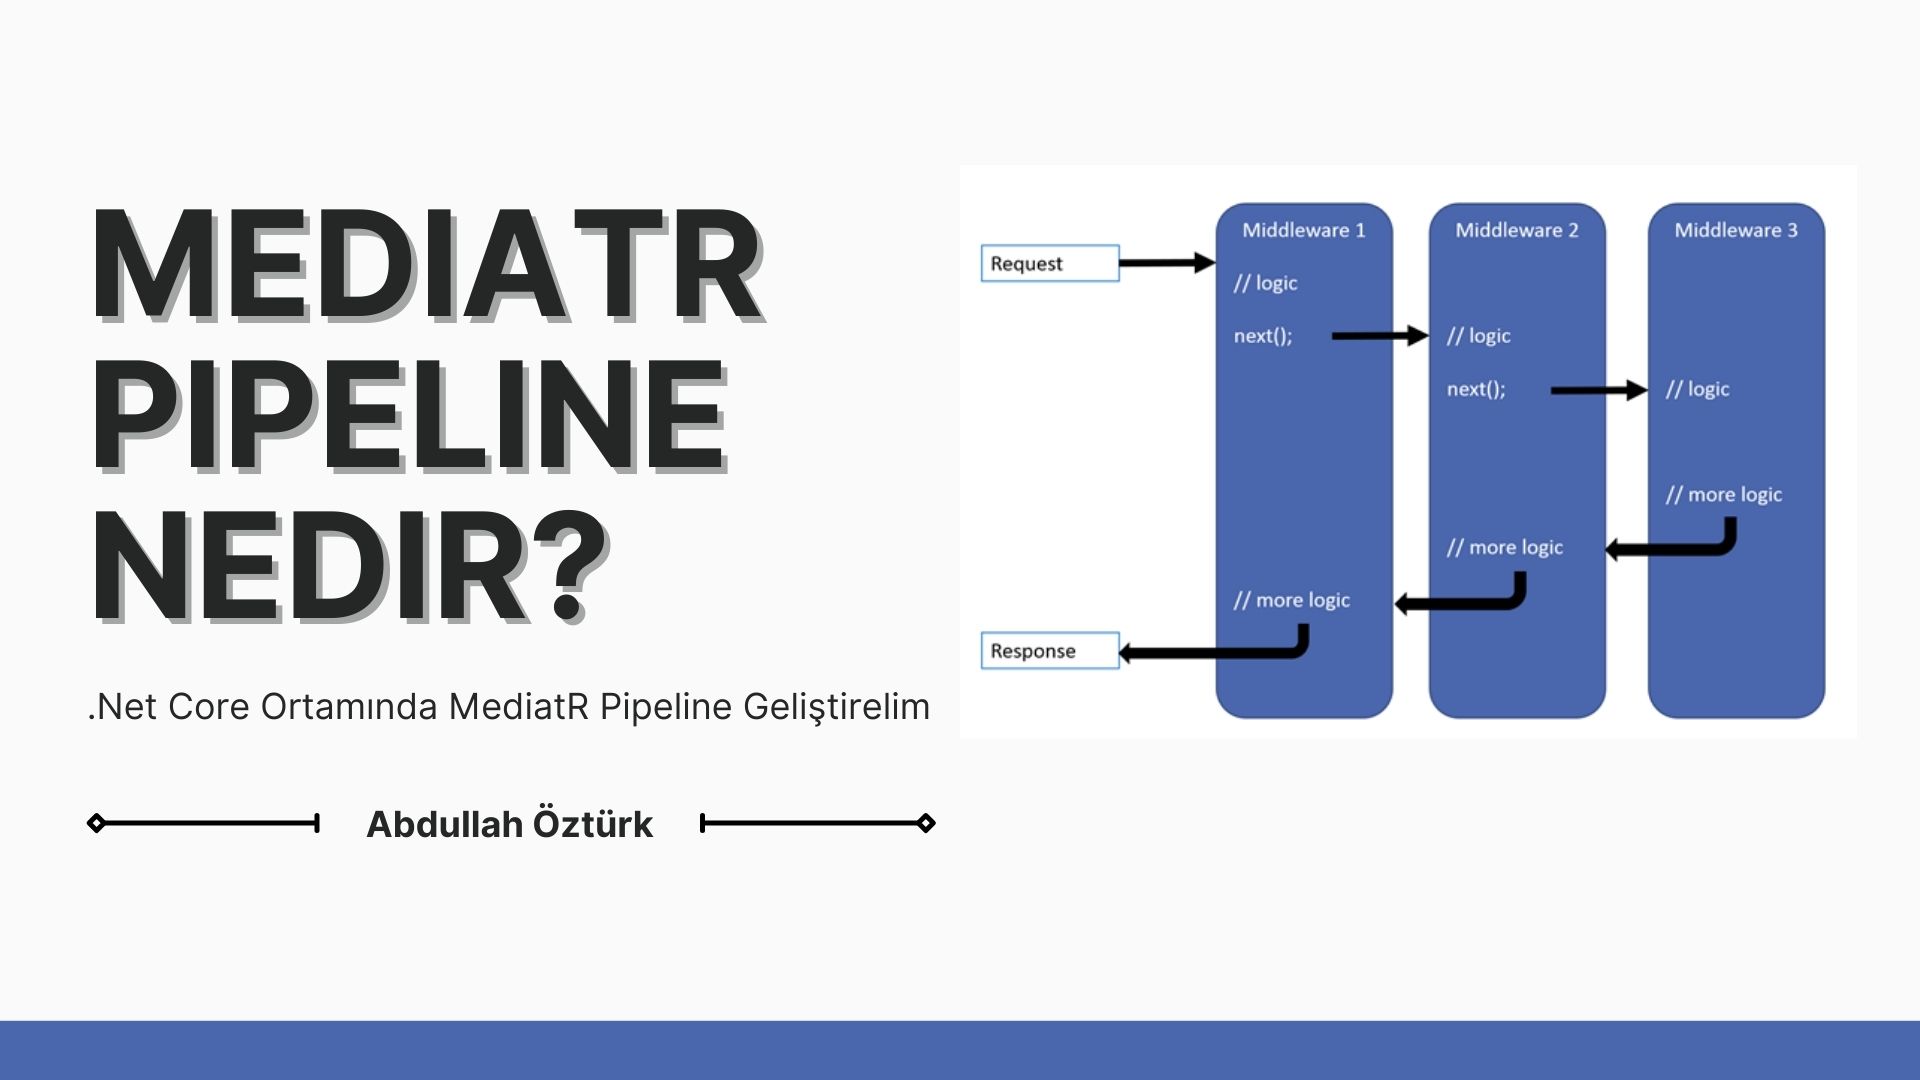 MEDIATR
PIPELINE
NEDIR?
.Net Core Ortamında MediatR Pipeline Geliştirelim
Abdullah Öztürk
Request
Response
Middleware 1
// logic
next();
// more logic
Middleware 2
// logic
next();
// more logic
Middleware 3
// logic
// more logic